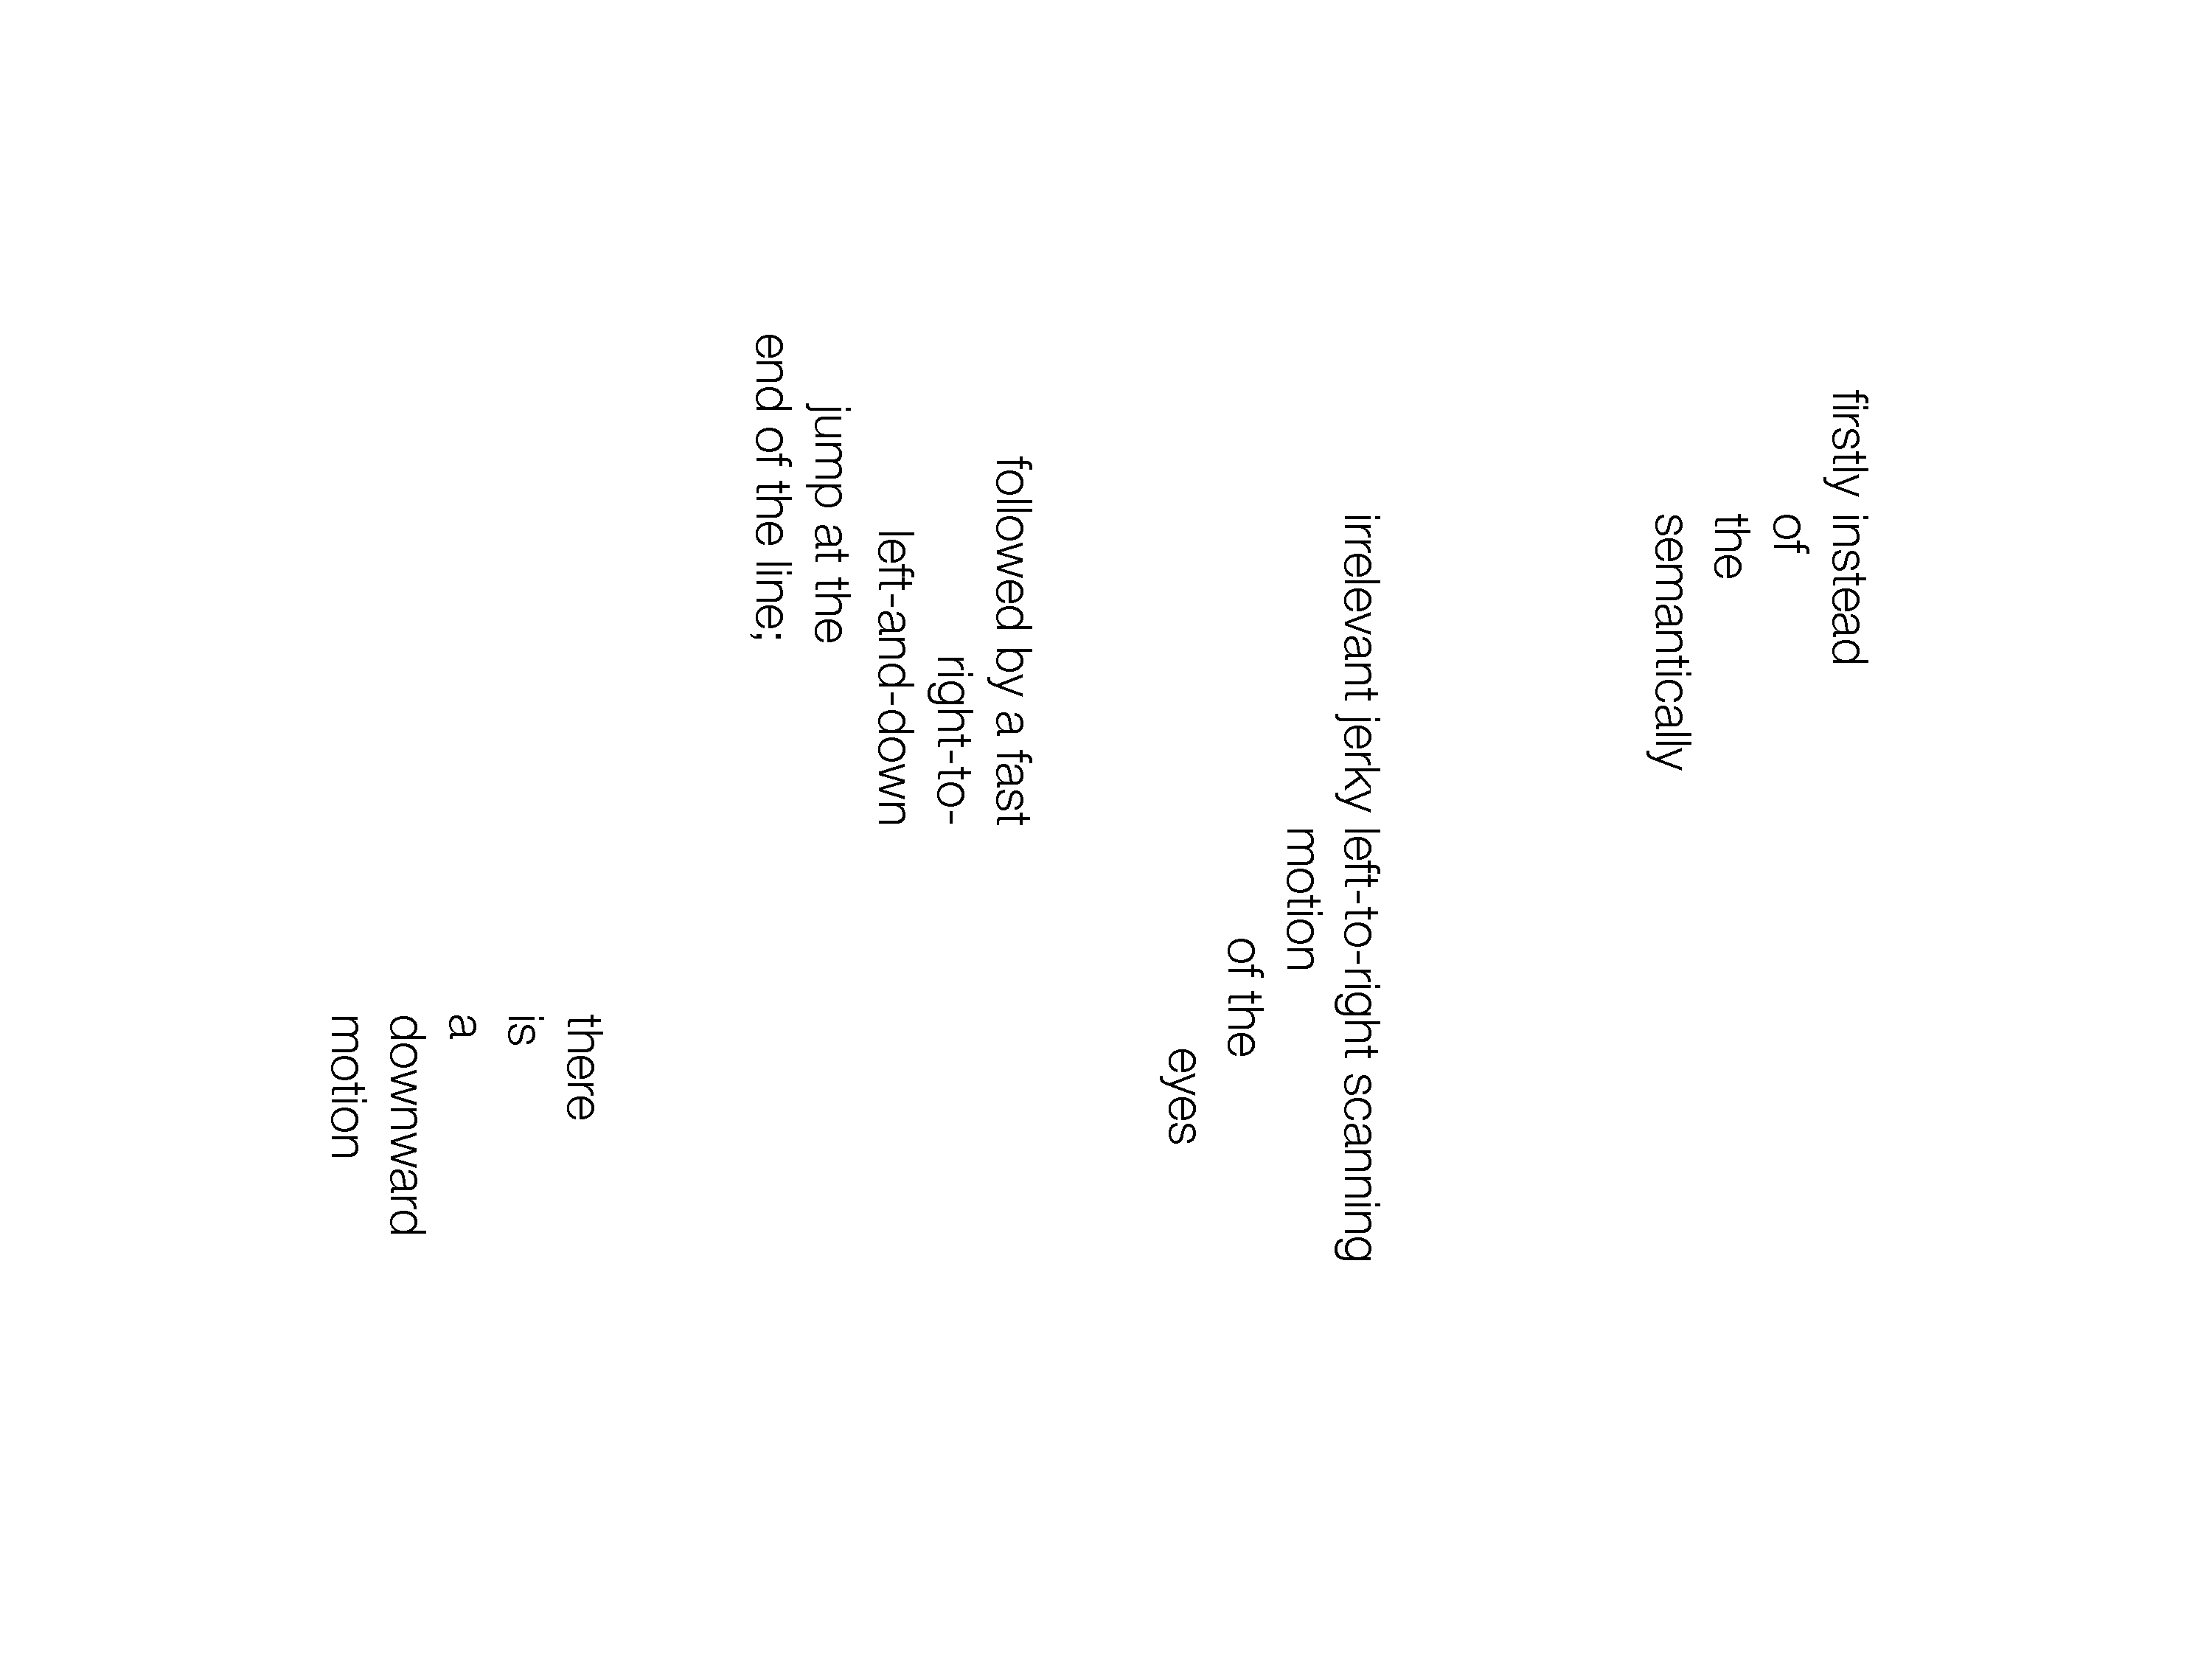 firstly instead
of
the
semantically
irrelevant jerky left-to-right scanning
motion
of the
eyes
followed by a fast
right-to-
left-and-down
jump at the
end of the line;
there
is
a
downward
motion